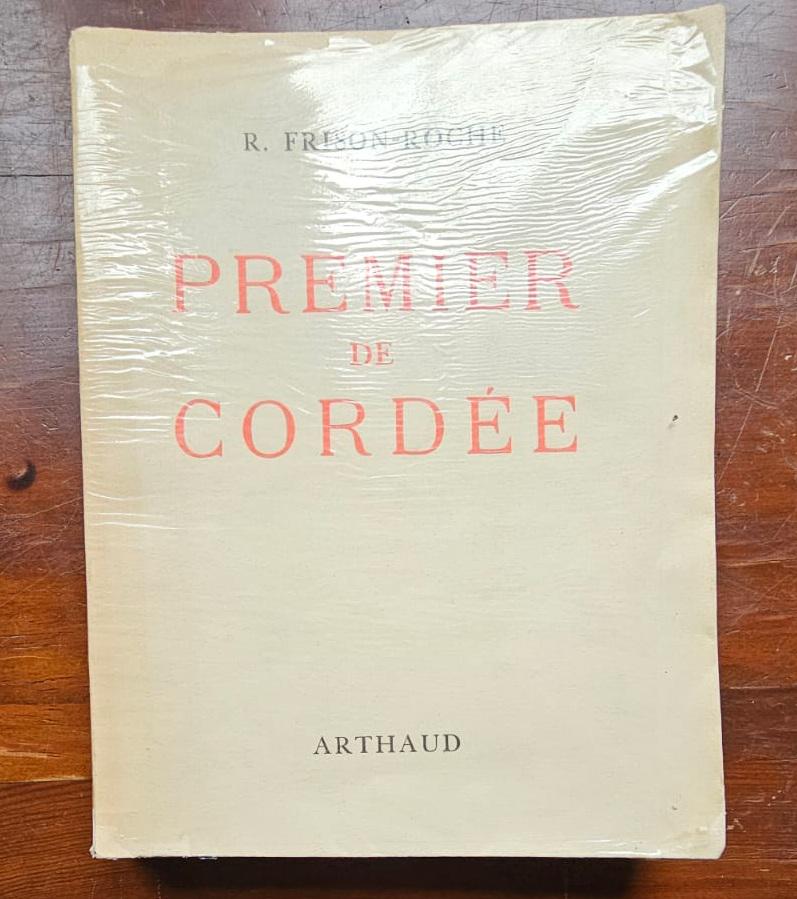 R. FRISON-ROCHE
PREMIER
DE
CORDÉE
ARTHAUD